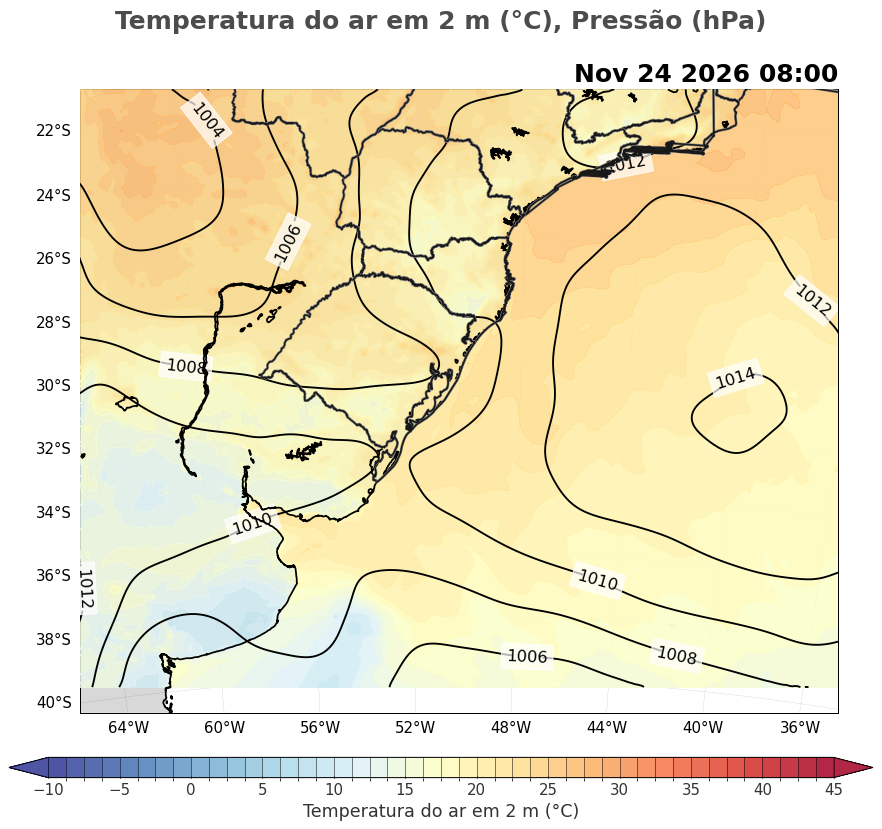 Temperatura do ar em 2 m (°C), Pressão (hPa)
Nov 24 2026 08:00
1004
22°S
1012
24°S
1006
26°S
1012
28°S
1008
1014
30°S
32°S
34°S
1010
36°S
1012
1010
38°S
1006
1008
40°S
64°W 60°W 56°W 52°W 48°W 44°W 40°W 36°W
−10 −5 0 5 10 15 20 25 30 35 40 45
Temperatura do ar em 2 m (°C)